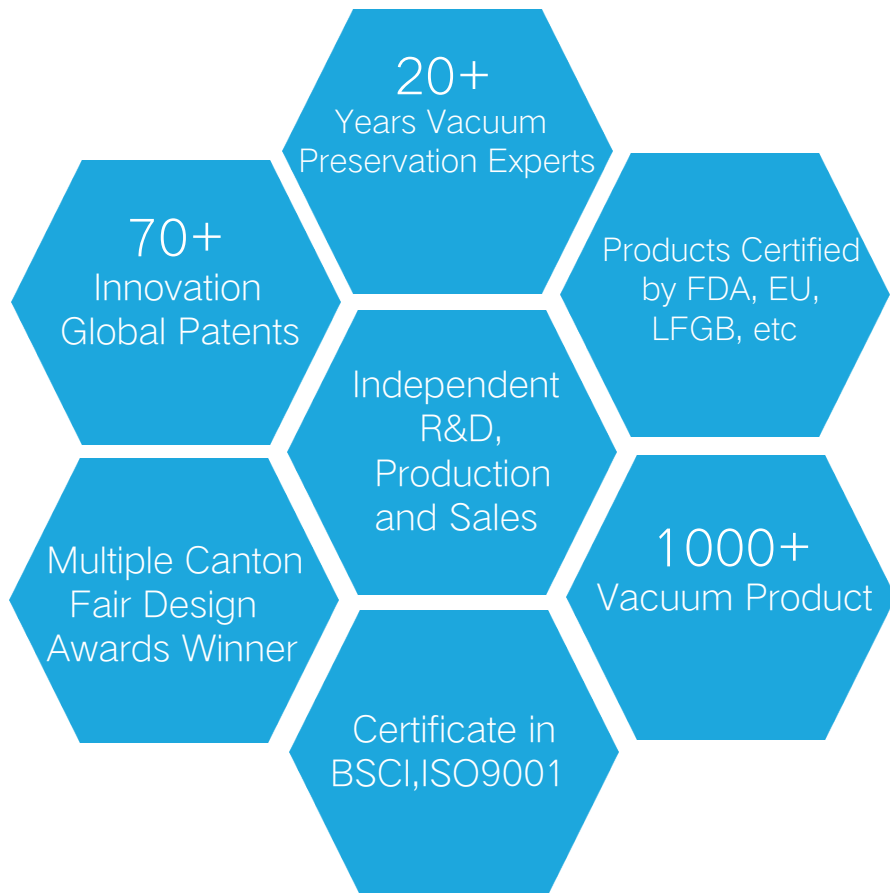 20+
Years Vacuum
Preservation Experts
70+
Innovation
Global Patents
Products Certified
by FDA, EU,
LFGB, etc
Independent
R&D,
Production
and Sales
Multiple Canton
Fair Design
Awards Winner
1000+
Vacuum Product
Certificate in
BSCI,ISO9001